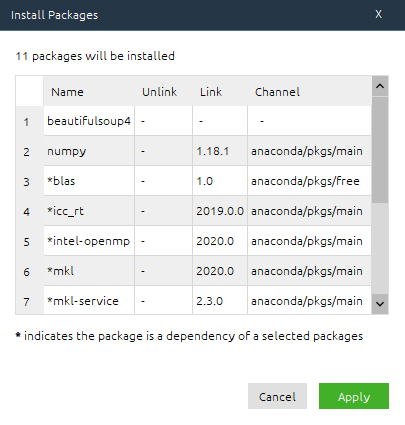 Install Packages X
11 packages will be installed
Name Unlink Link Channel
1 beautifulsoup4 - - -
2 numpy - 1.18.1 anaconda/pkgs/main
3 *blas - 1.0 anaconda/pkgs/free
4 *icc_rt - 2019.0.0 anaconda/pkgs/main
5 *intel-openmp - 2020.0 anaconda/pkgs/main
6 *mkl - 2020.0 anaconda/pkgs/main
7 *mkl-service - 2.3.0 anaconda/pkgs/main
* indicates the package is a dependency of a selected packages
Cancel Apply